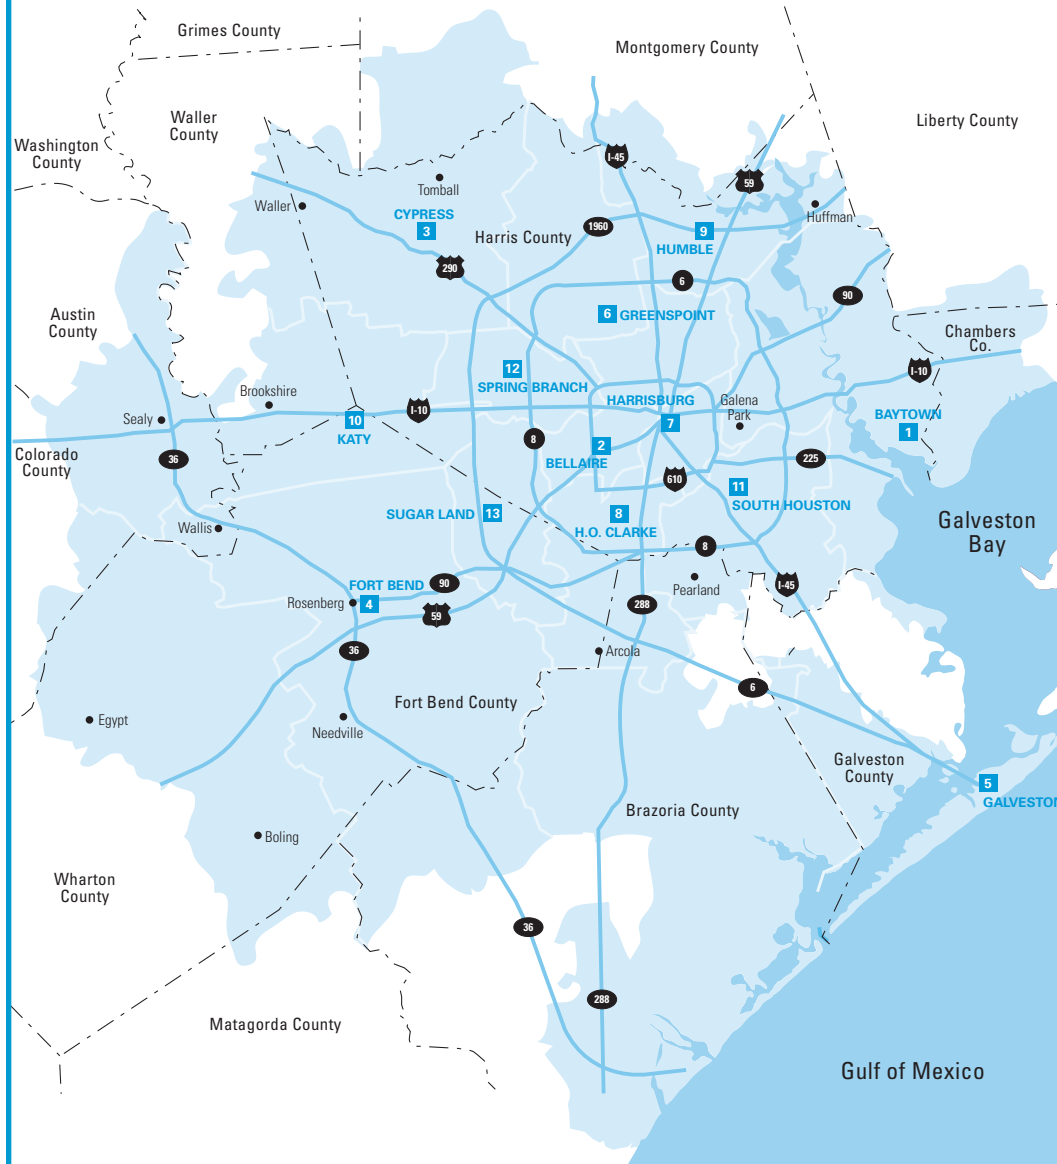 Grimes County
Montgomery County
Waller
County
Liberty County
Washington
County
I-45
59
Tomball
Waller
CYPRESS
3
Harris County
1960
9
HUMBLE
Huffman
290
6
90
6 GREENSPOINT
Austin
County
Chambers
Co.
I-10
12
SPRING BRANCH
Brookshire
HARRISBURG
7
Galena
Park
BAYTOWN
1
Sealy
10
KATY
I-10
Colorado
County
36
8
2
BELLAIRE
225
610
11
SOUTH HOUSTON
SUGAR LAND 13
8
H.O. CLARKE
Wallis
Galveston
Bay
8
FORT BEND
90
Pearland
I-45
Rosenberg
4
59
288
36
Arcola
6
Fort Bend County
Egypt
Needville
Galveston
County
5
GALVESTON
Brazoria County
Boling
Wharton
County
36
288
Matagorda County
Gulf of Mexico